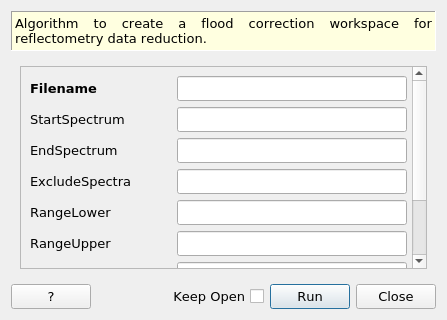 Algorithm to create a flood correction workspace for
reflectometry data reduction.
Filename
StartSpectrum
EndSpectrum
ExcludeSpectra
RangeLower
RangeUpper
? Keep Open Run Close